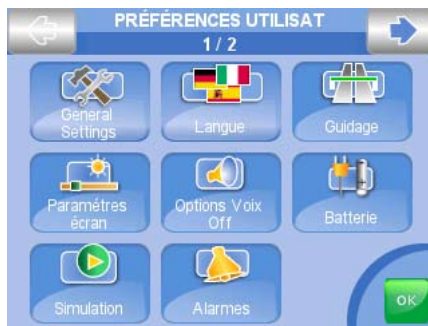 PRÉFÉRENCES UTILISAT
1 / 2
General
Settings
Langue
Guidage
Paramétres
écran
Options Voix
Off
Batterie
Simulation
Alarmes
OK